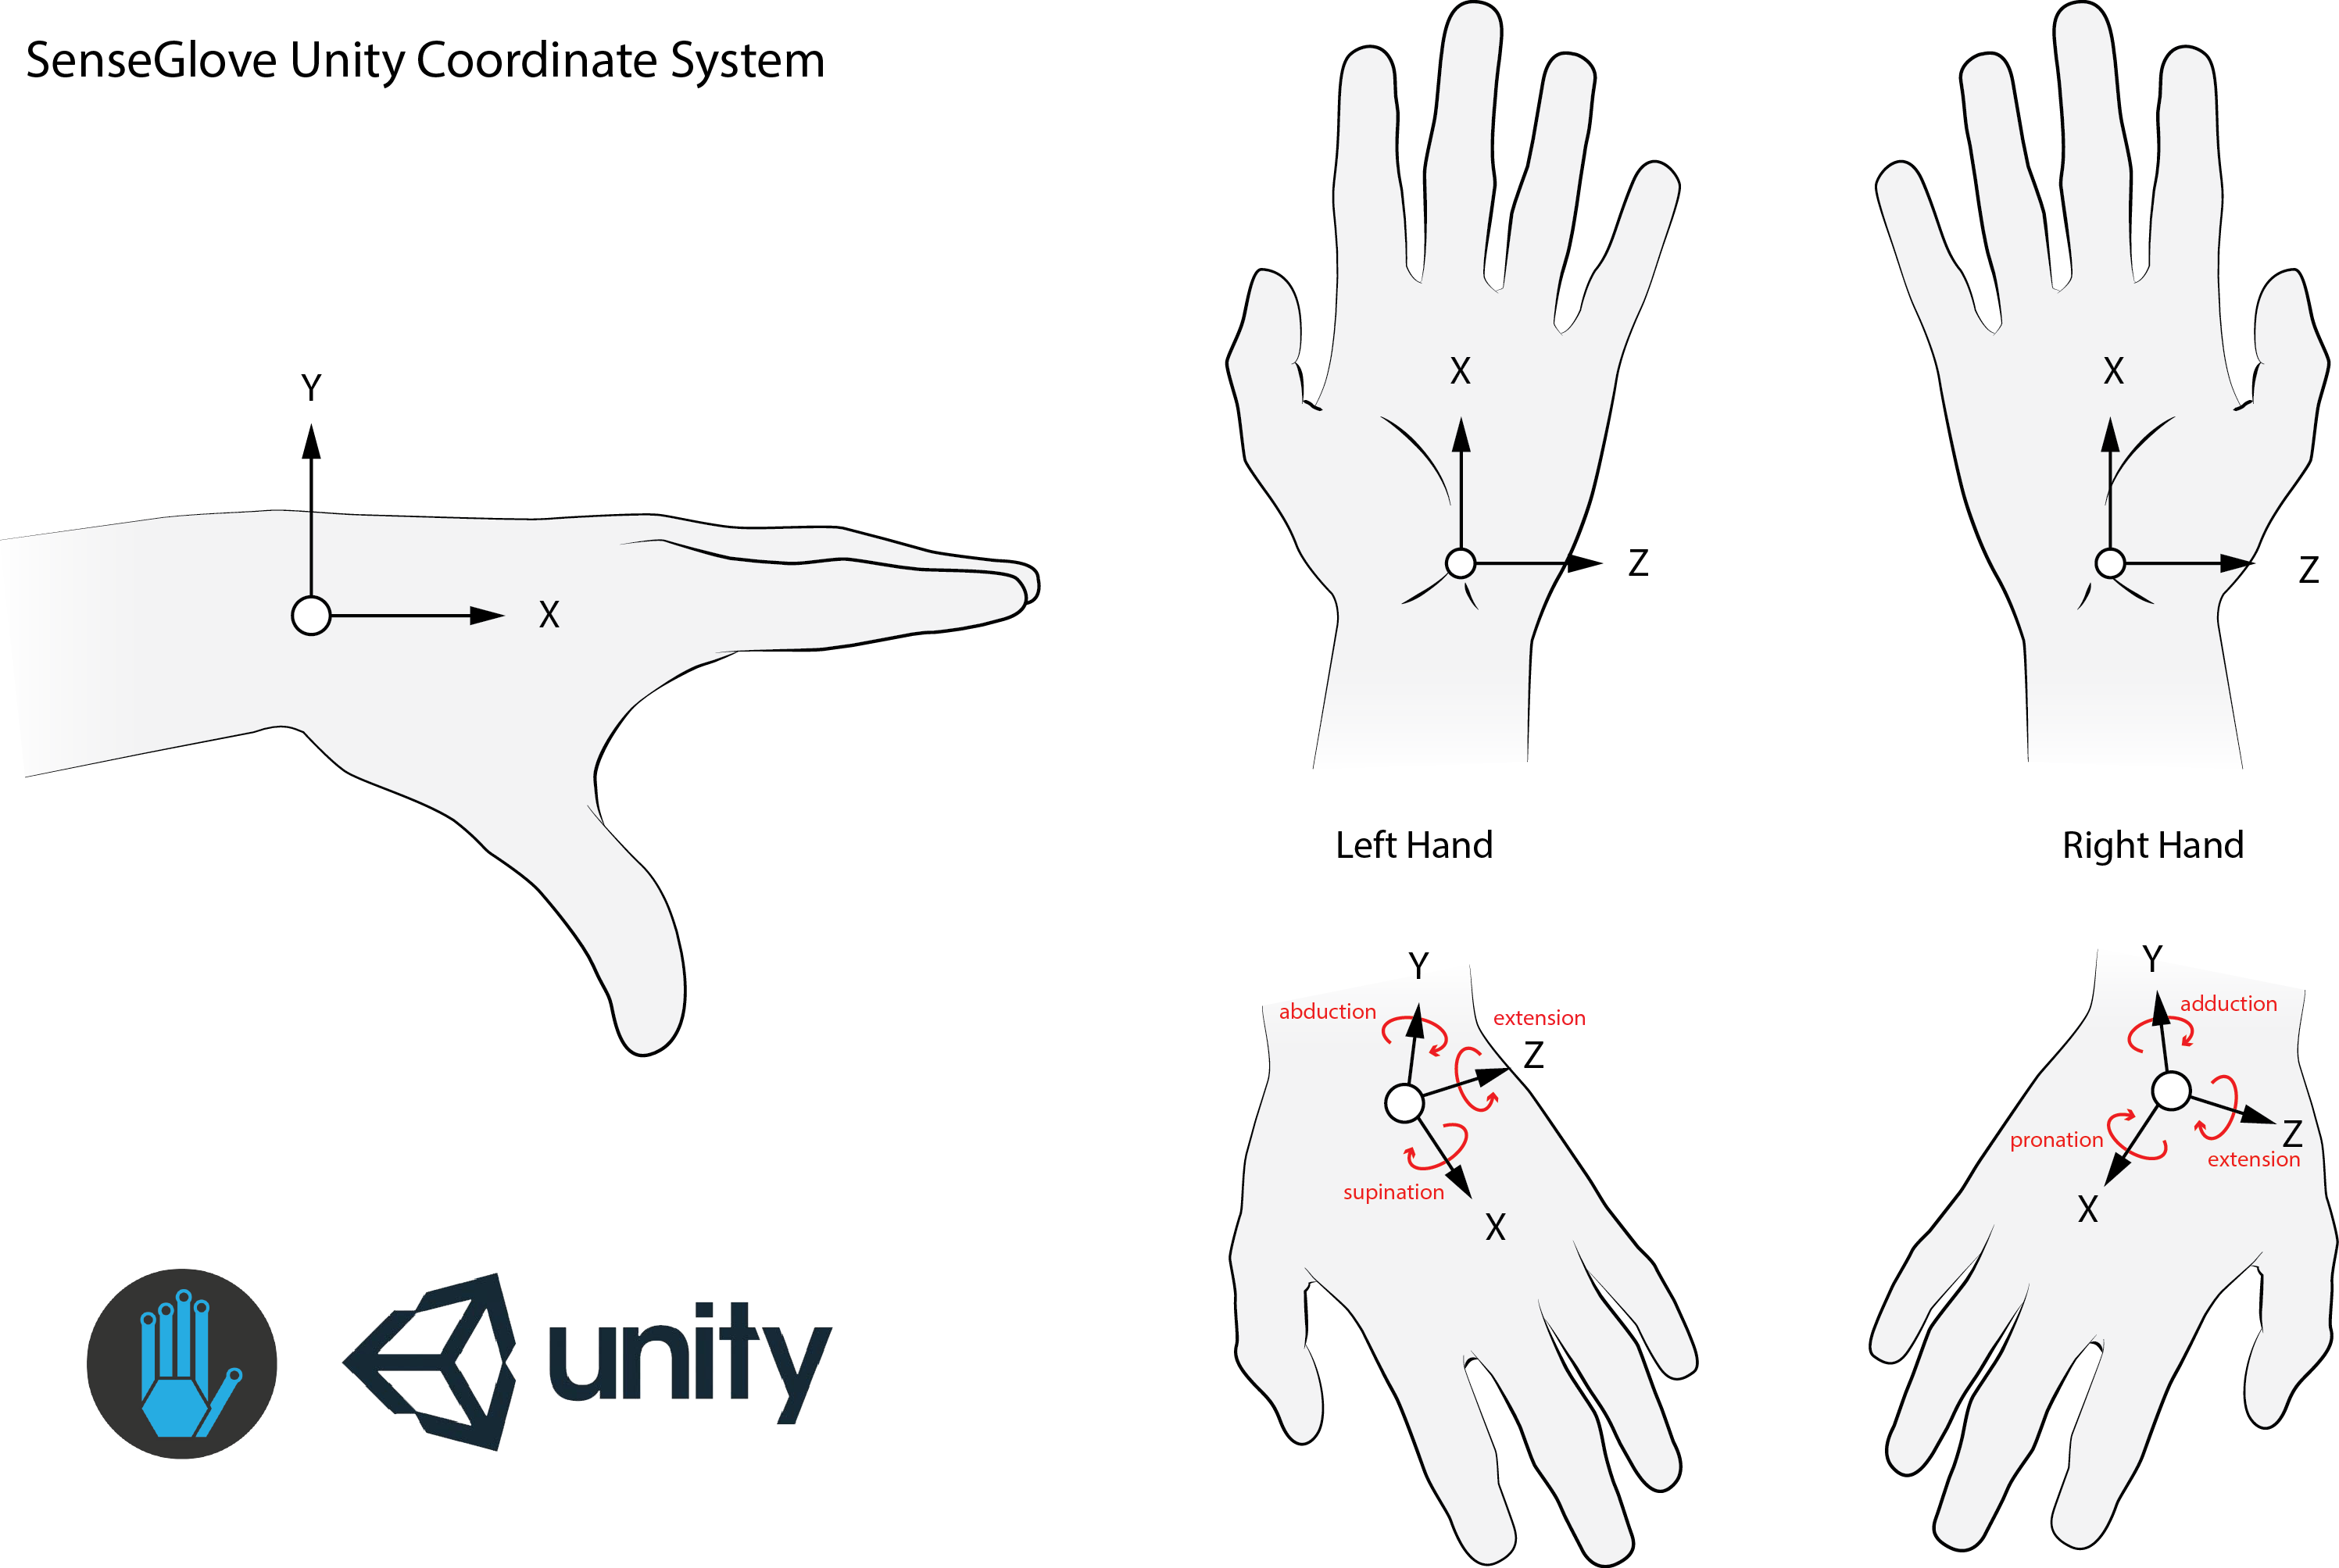 SenseGlove Unity Coordinate System
Y
X
X
Z
X
Z
Left Hand
Right Hand
Y
abduction
extension
Z
supination
X
Y
adduction
pronation
Z
extension
X
unity